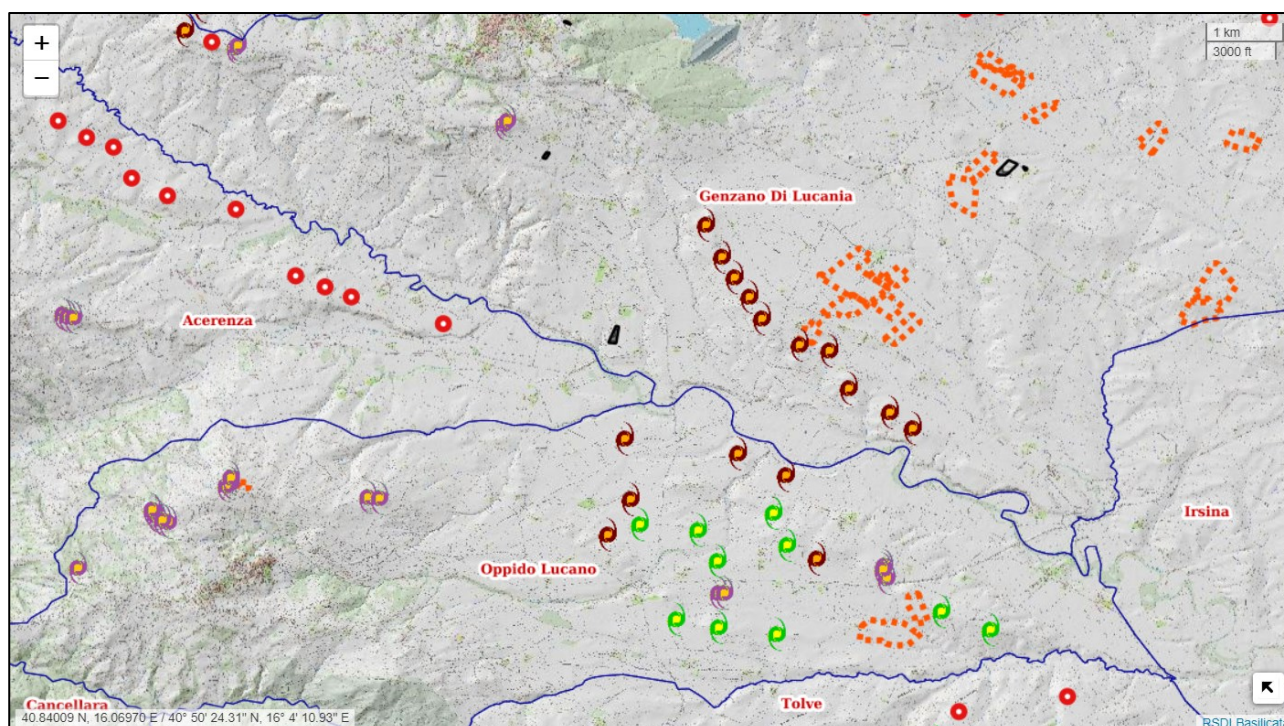 +
1 km
−
3000 ft
Genzano Di Lucania
Acerenza
Irsina
Oppido Lucano
Cancellara
Tolve
40.84009 N, 16.06970 E / 40° 50' 24.31" N, 16° 4' 10.93" E
RSDI Basilicat